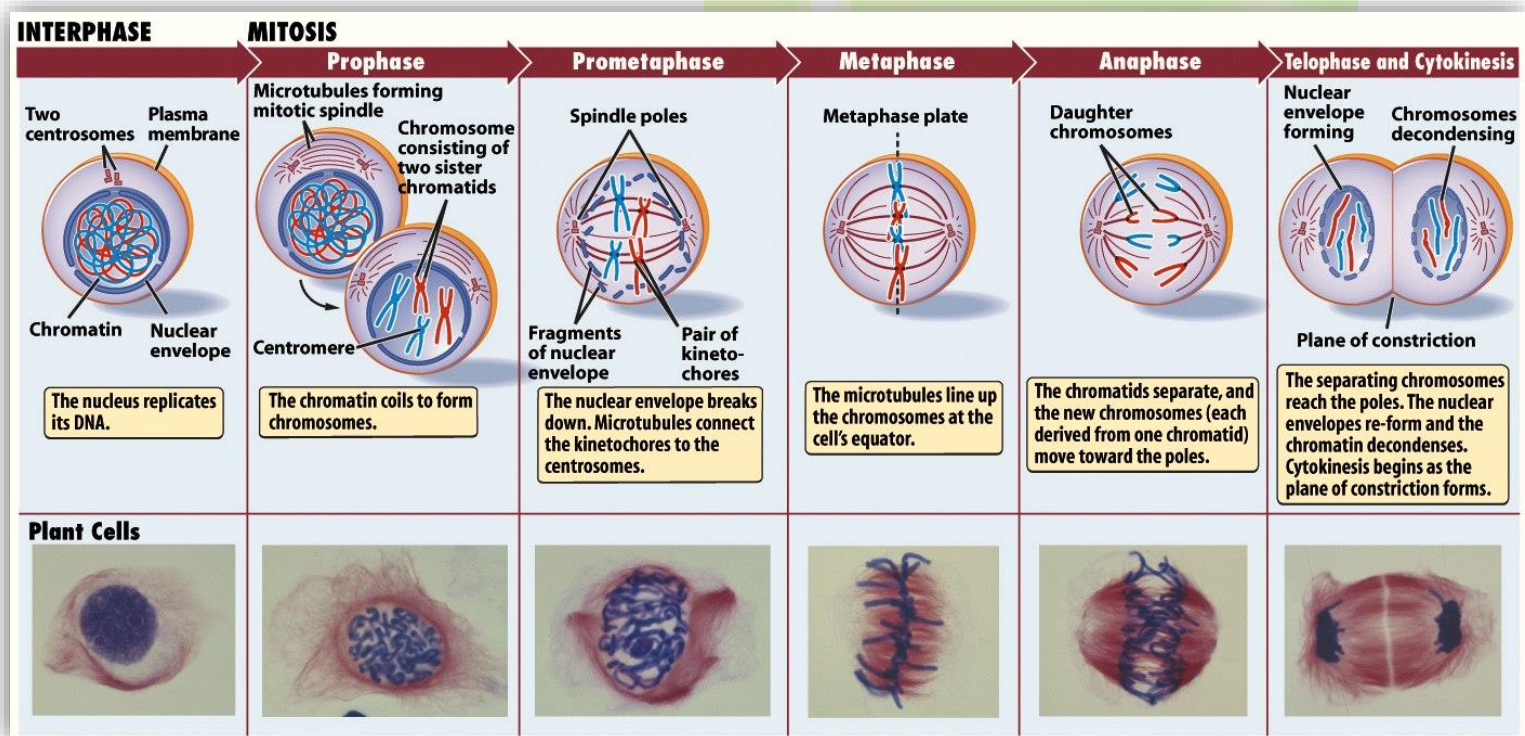 INTERPHASE
MITOSIS
Prophase
Prometaphase
Metaphase
Anaphase
Telophase and Cytokinesis
Two
centrosomes
Plasma
membrane
Chromatin
Nuclear
envelope
The nucleus replicates
its DNA.
Microtubules forming
mitotic spindle
Chromosome
consisting of
two sister
chromatids
Centromere
The chromatin coils to form
chromosomes.
Spindle poles
Fragments
of nuclear
envelope
Pair of
kineto-
chores
The nuclear envelope breaks
down. Microtubules connect
the kinetochores to the
centrosomes.
Metaphase plate
The microtubules line up
the chromosomes at the
cell's equator.
Daughter
chromosomes
The chromatids separate, and
the new chromosomes (each
derived from one chromatid)
move toward the poles.
Nuclear
envelope
forming
Chromosomes
decondensing
Plane of constriction
The separating chromosomes
reach the poles. The nuclear
envelopes re-form and the
chromatin decondenses.
Cytokinesis begins as the
plane of constriction forms.
Plant Cells